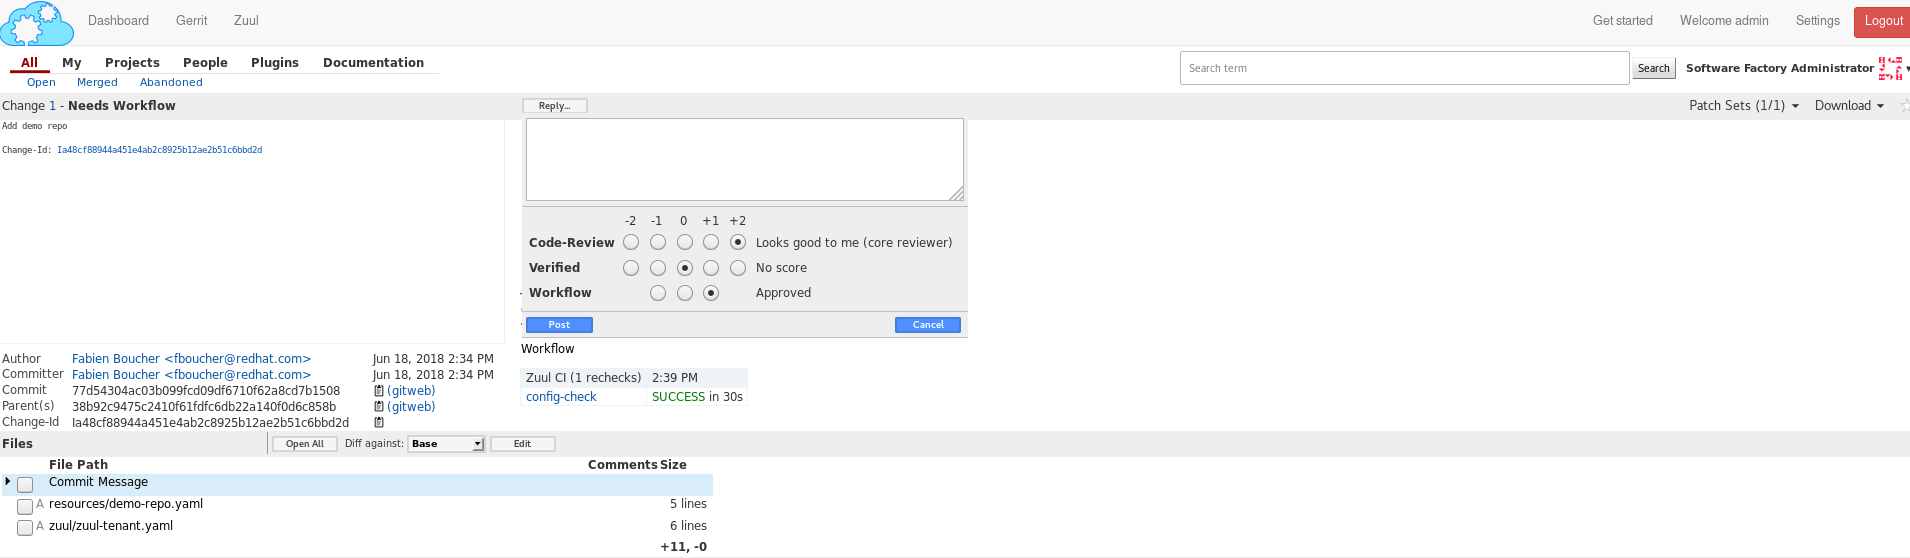 Dashboard Gerrit Zuul Get started Welcome admin Settings Logout
All My Projects People Plugins Documentation Search term Search Software Factory Administrator
Open Merged Abandoned
Change 1 - Needs Workflow Reply... Patch Sets (1/1) Download
Add demo repo
Change-Id: Ia48cf88944a451e4ab2c8925b12ae2b51c6bbd2d
-2 -1 0 +1 +2
Code-Review Looks good to me (core reviewer)
Verified No score
Workflow Approved
Post Cancel
Workflow
Author Fabien Boucher <fboucher@redhat.com> Jun 18, 2018 2:34 PM
Committer Fabien Boucher <fboucher@redhat.com> Jun 18, 2018 2:34 PM
Commit 77d54304ac03b099fcd09df6710f62a8cd7b1508 (gitweb)
Parent(s) 38b92c9475c2410f61fdfc6db22a140f0d6c858b (gitweb)
Change-Id Ia48cf88944a451e4ab2c8925b12ae2b51c6bbd2d
Zuul CI (1 rechecks) 2:39 PM
config-check SUCCESS in 30s
Files Open All Diff against: Base Edit
File Path Comments Size
Commit Message
A resources/demo-repo.yaml 5 lines
A zuul/zuul-tenant.yaml 6 lines
+11, -0